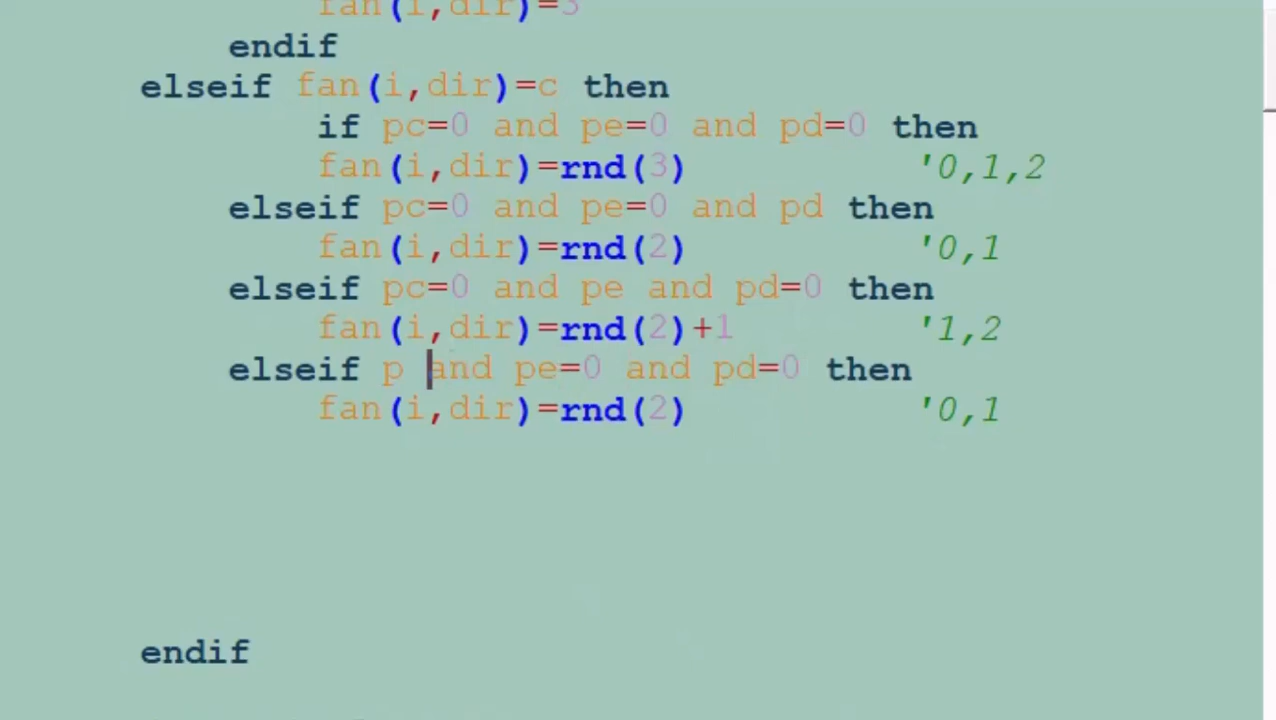 fan(i,dir)=3
endif
elseif fan(i,dir)=c then
if pc=0 and pe=0 and pd=0 then
fan(i,dir)=rnd(3) '0,1,2
elseif pc=0 and pe=0 and pd then
fan(i,dir)=rnd(2) '0,1
elseif pc=0 and pe and pd=0 then
fan(i,dir)=rnd(2)+1 '1,2
elseif p and pe=0 and pd=0 then
fan(i,dir)=rnd(2) '0,1
endif